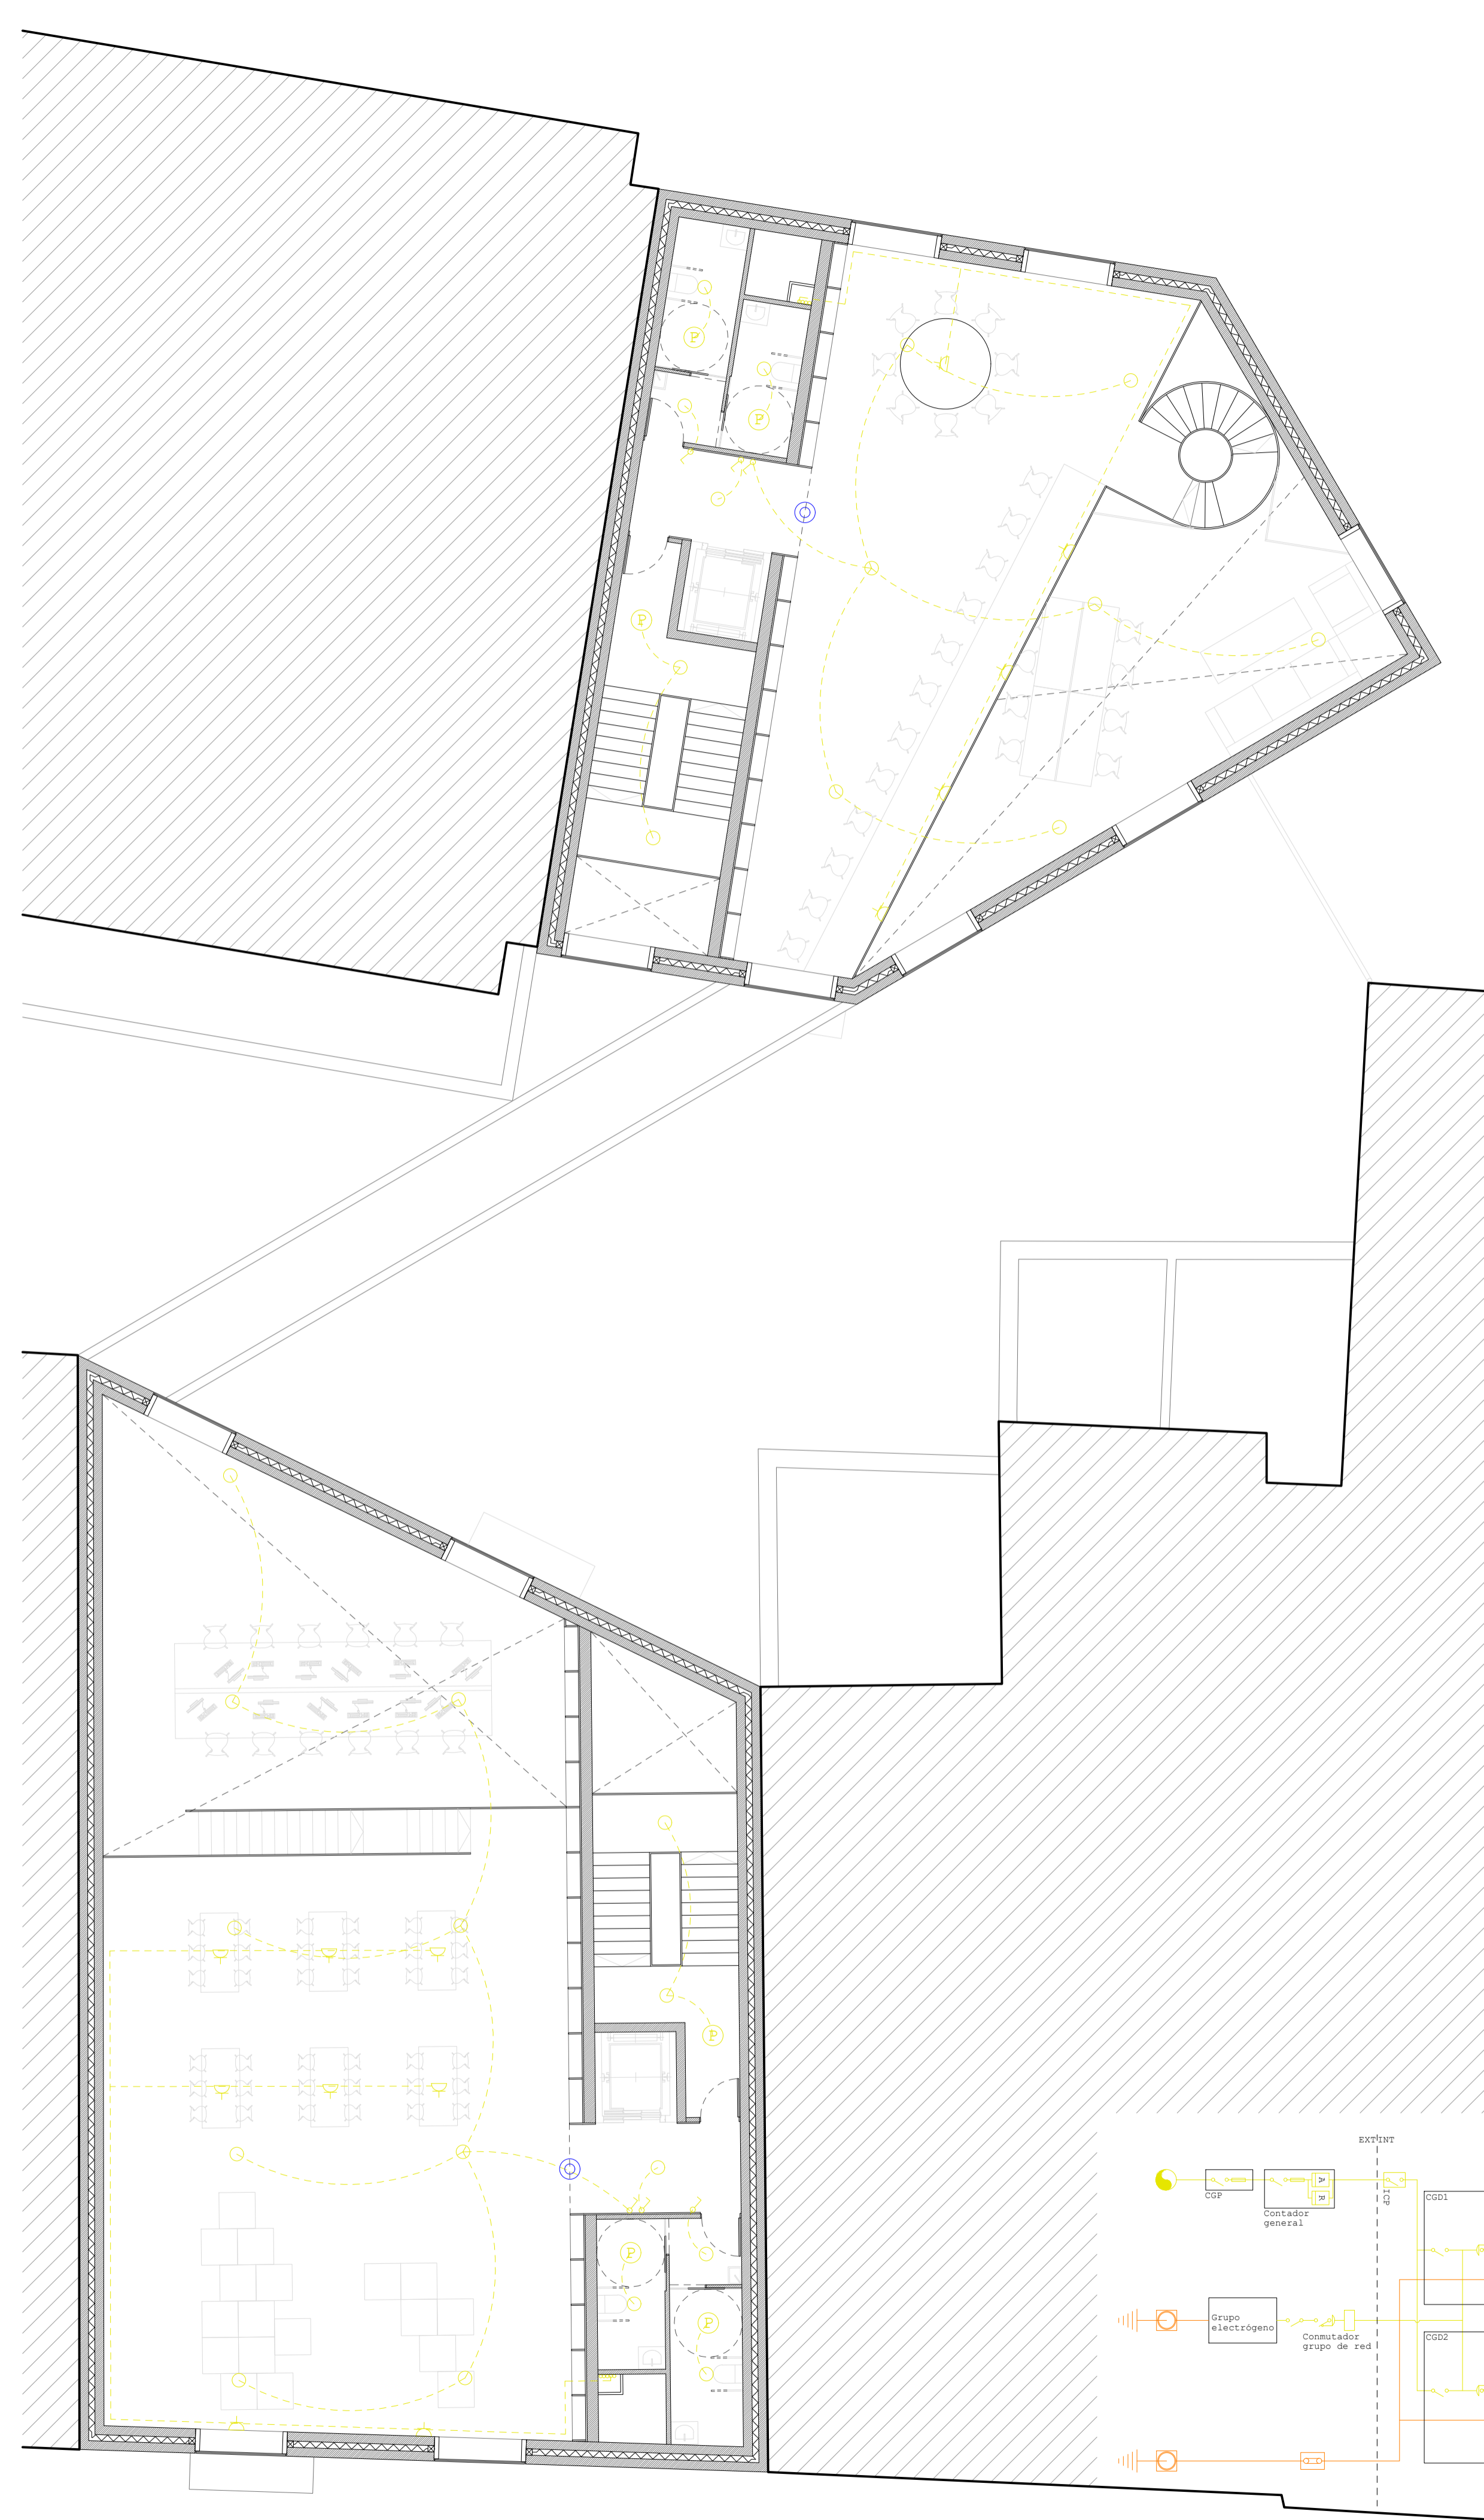 P
P
P
P
EXT INT
A
R
CGP
ICP
Contador
general
CGD1
P
P
Grupo
electrógeno
Conmutador
grupo de red
CGD2